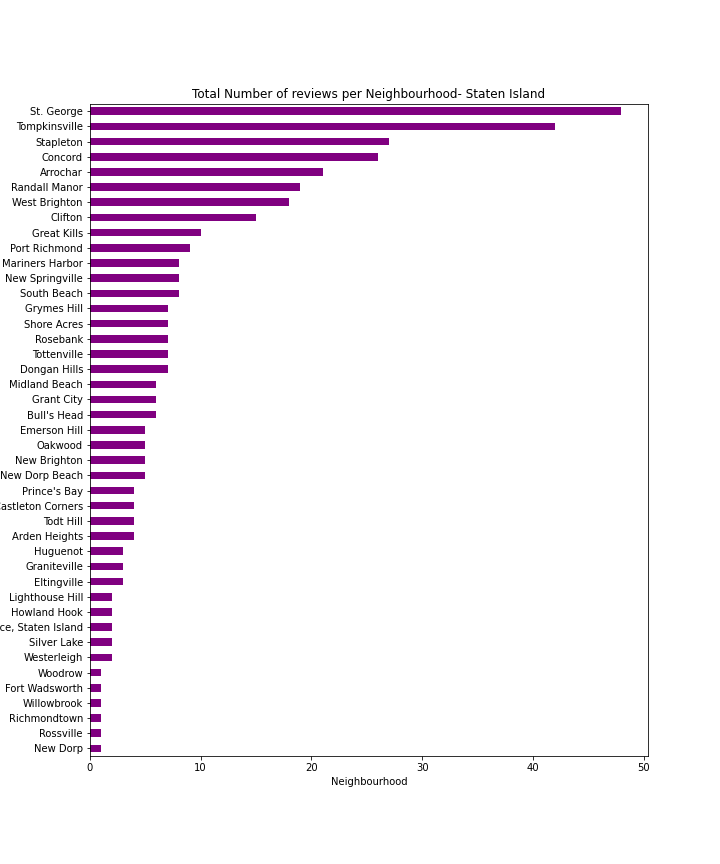 Total Number of reviews per Neighbourhood- Staten Island
St. George
Tompkinsville
Stapleton
Concord
Arrochar
Randall Manor
West Brighton
Clifton
Great Kills
Port Richmond
Mariners Harbor
New Springville
South Beach
Grymes Hill
Shore Acres
Rosebank
Tottenville
Dongan Hills
Midland Beach
Grant City
Bull's Head
Emerson Hill
Oakwood
New Brighton
New Dorp Beach
Prince's Bay
Corners
Todt Hill
Arden Heights
Huguenot
Graniteville
Eltingville
Lighthouse Hill
Howland Hook
Staten Island
Silver Lake
Westerleigh
Woodrow
Fort Wadsworth
Willowbrook
Richmondtown
Rossville
New Dorp
0 10 20 30 40 50
Neighbourhood